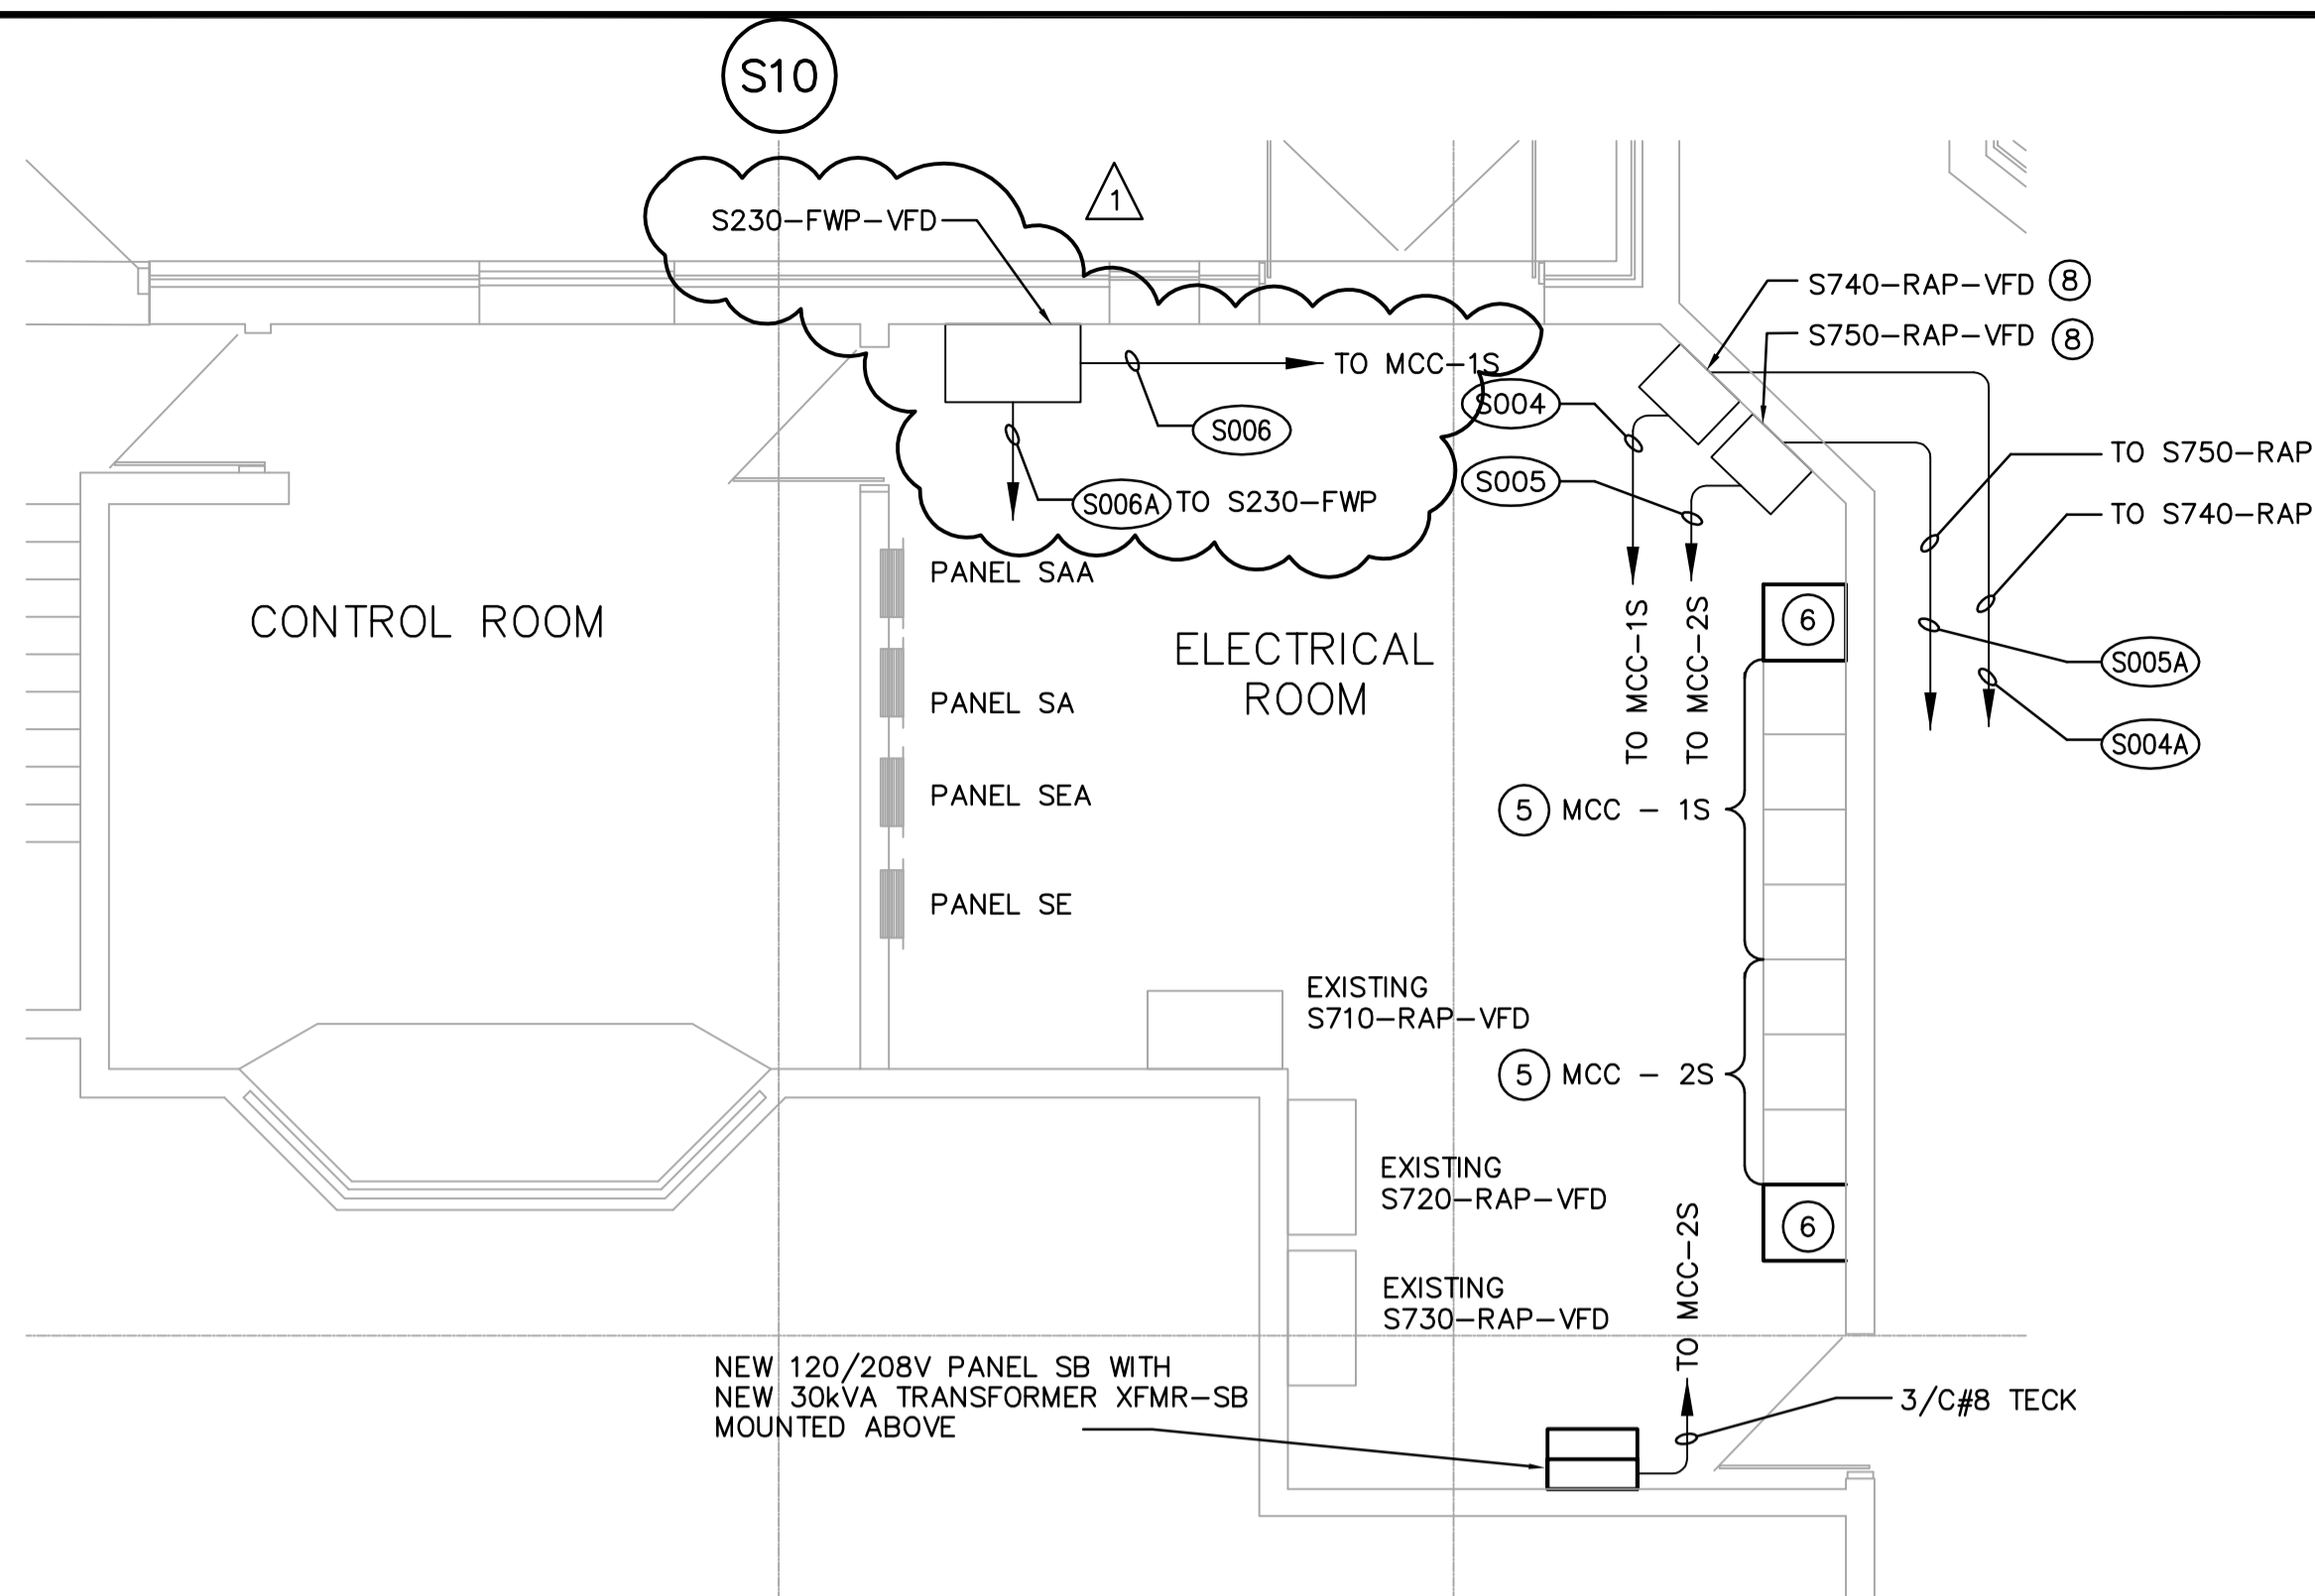 S10
1
S230-FWP-VFD
TO MCC-1S
S006
S006A TO S230-FWP
S740-RAP-VFD 8
S750-RAP-VFD 8
S004
S005
TO S750-RAP
TO S740-RAP
TO MCC-1S
TO MCC-2S
6
S005A
S004A
CONTROL ROOM
PANEL SAA
PANEL SA
PANEL SEA
PANEL SE
ELECTRICAL
ROOM
5 MCC - 1S
EXISTING
S710-RAP-VFD
5 MCC - 2S
EXISTING
S720-RAP-VFD
6
EXISTING
S730-RAP-VFD
TO MCC-2S
NEW 120/208V PANEL SB WITH
NEW 30kVA TRANSFORMER XFMR-SB
MOUNTED ABOVE
3/C#8 TECK